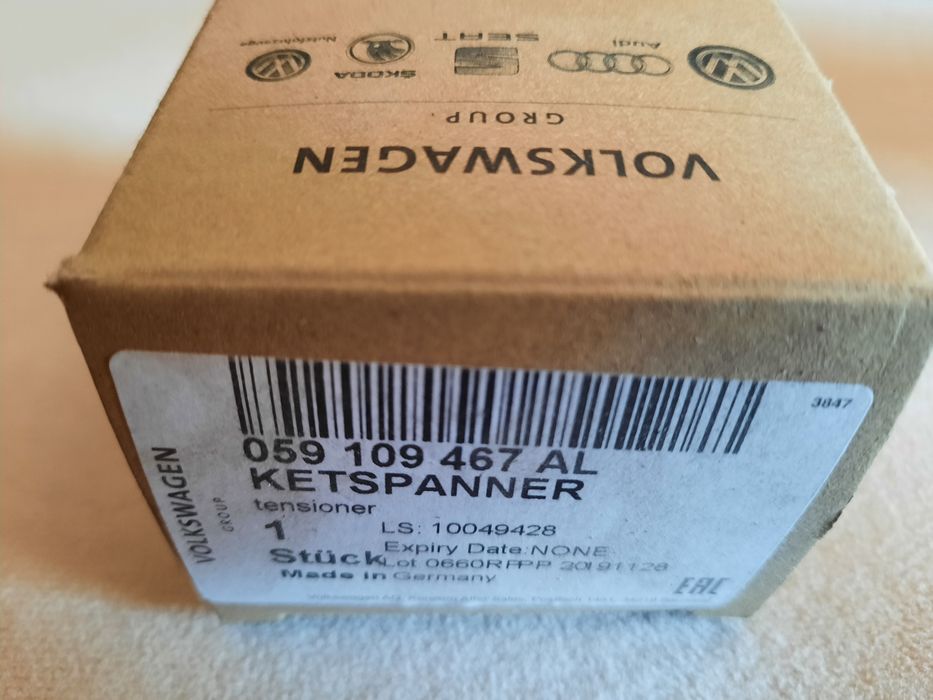 Nutzfahrzeuge
ŠKODA
SEAT
Audi
VOLKSWAGEN
GROUP
3847
VOLKSWAGEN
GROUP
059 109 467 AL
KETSPANNER
tensioner
1
LS: 10049428
Stück
Expiry Date:NONE
Lot 0660RFPP 20191128
Made in Germany
EAC